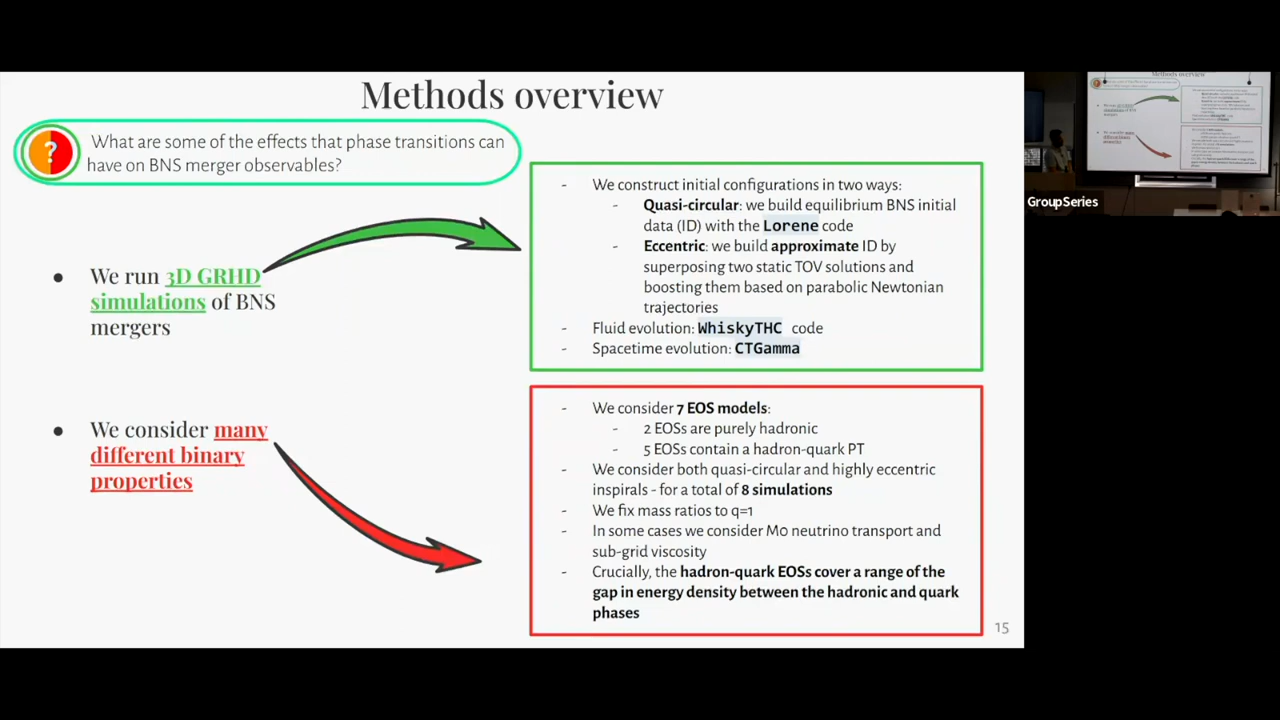 Methods overview
?
What are some of the effects that phase transitions can
have on BNS merger observables?
● We run 3D GRHD
simulations of BNS
mergers
- We construct initial configurations in two ways:
- Quasi-circular: we build equilibrium BNS initial
data (ID) with the Lorene code
- Eccentric: we build approximate ID by
superposing two static TOV solutions and
boosting them based on parabolic Newtonian
trajectories
- Fluid evolution: WhiskyTHC code
- Spacetime evolution: CTGamma
● We consider many
different binary
properties
- We consider 7 EOS models:
- 2 EOSs are purely hadronic
- 5 EOSs contain a hadron-quark PT
- We consider both quasi-circular and highly eccentric
inspirals - for a total of 8 simulations
- We fix mass ratios to q=1
- In some cases we consider M0 neutrino transport and
sub-grid viscosity
- Crucially, the hadron-quark EOSs cover a range of the
gap in energy density between the hadronic and quark
phases
15
Methods overview
GroupSeries